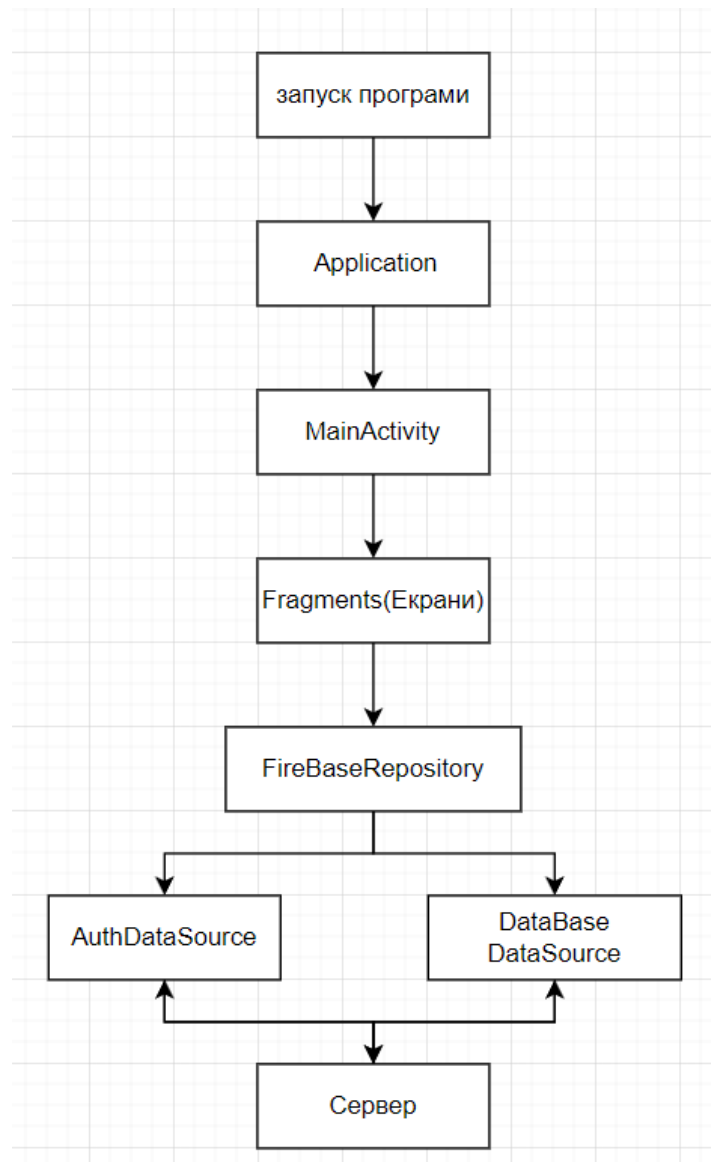 запуск програми
Application
MainActivity
Fragments(Екрани)
FireBaseRepository
AuthDataSource
DataBase
DataSource
Сервер